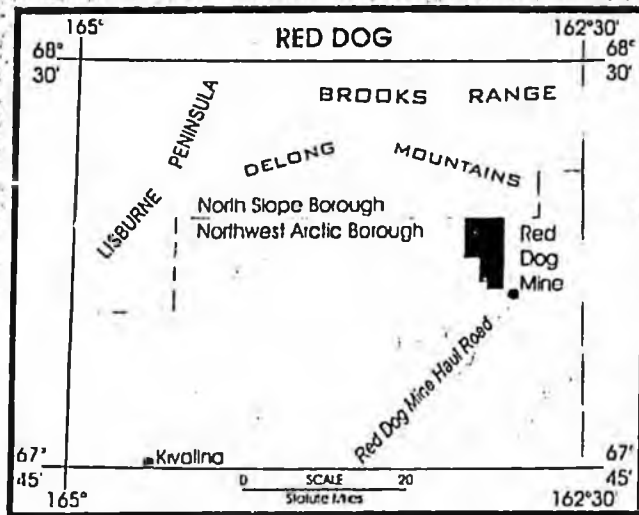 165°
RED DOG
162°30'
68°
30'
68°
30'
BROOKS RANGE
LISBURNE PENINSULA
DELONG MOUNTAINS
North Slope Borough
Northwest Arctic Borough
Red
Dog
Mine
Red Dog Mine Haul Road
67°
45'
Kivalina
67°
45'
0 SCALE 20
Statute Miles
165°
162°30'